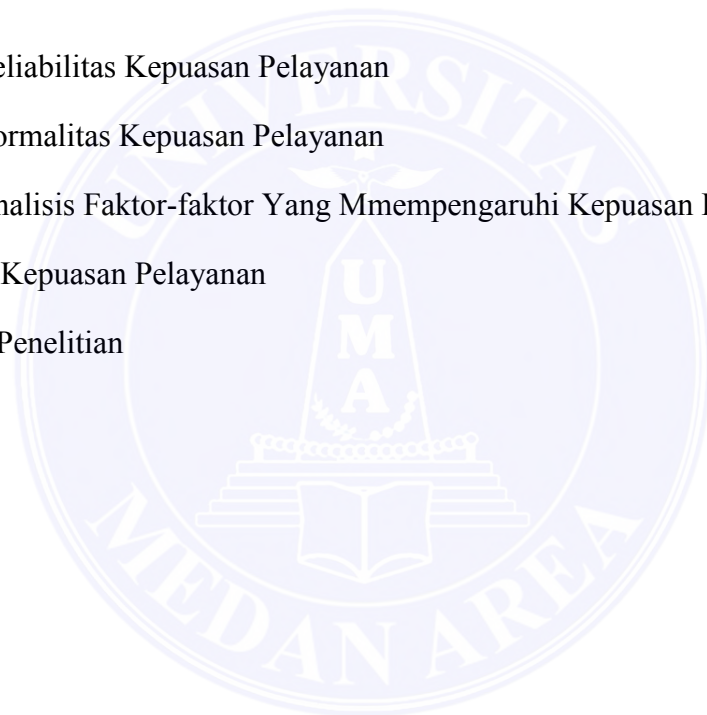 eliabilitas Kepuasan Pelayanan
ormalitas Kepuasan Pelayanan
nalisis Faktor-faktor Yang Mmempengaruhi Kepuasan
Kepuasan Pelayanan
Penelitian
UNIVERSITAS
UMA
MEDAN AREA